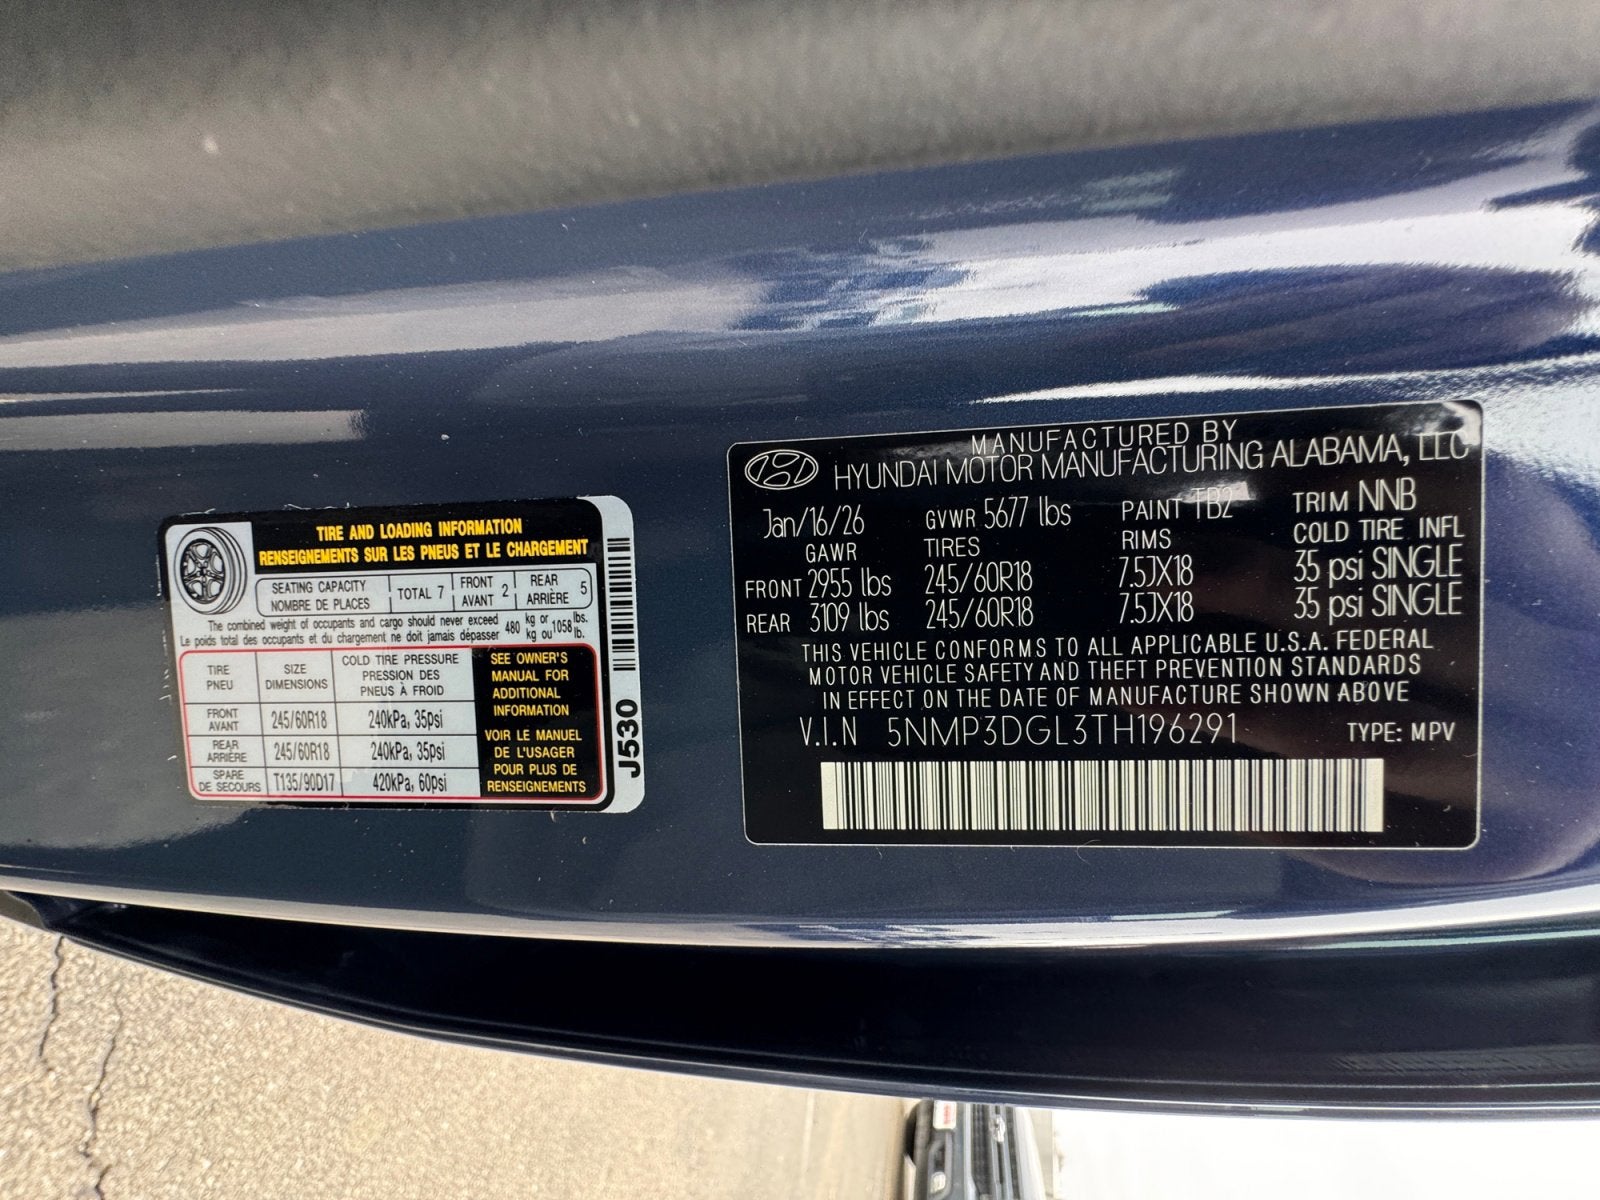 TIRE AND LOADING INFORMATION
RENSEIGNEMENTS SUR LES PNEUS ET LE CHARGEMENT
SEATING CAPACITY TOTAL 7 FRONT 2 REAR 5
NOMBRE DE PLACES AVANT ARRIÈRE
The combined weight of occupants and cargo should never exceed 480 kg or 1058 lbs.
Le poids total des occupants et du chargement ne doit jamais dépasser kg ou lb.
TIRE SIZE COLD TIRE PRESSURE
PNEU DIMENSIONS PRESSION DES
PNEUS À FROID
FRONT 245/60R18 240kPa, 35psi
AVANT
REAR 245/60R18 240kPa, 35psi
ARRIÈRE
SPARE T135/90D17 420kPa, 60psi
DE SECOURS
SEE OWNER'S
MANUAL FOR
ADDITIONAL
INFORMATION
VOIR LE MANUEL
DE L'USAGER
POUR PLUS DE
RENSEIGNEMENTS
J530
MANUFACTURED BY
HYUNDAI MOTOR MANUFACTURING ALABAMA, LLC
Jan/16/26 GVWR 5677 lbs PAINT TB2 TRIM NNB
GAWR TIRES RIMS COLD TIRE INFL
FRONT 2955 lbs 245/60R18 7.5JX18 35 psi SINGLE
REAR 3109 lbs 245/60R18 7.5JX18 35 psi SINGLE
THIS VEHICLE CONFORMS TO ALL APPLICABLE U.S.A. FEDERAL
MOTOR VEHICLE SAFETY AND THEFT PREVENTION STANDARDS
IN EFFECT ON THE DATE OF MANUFACTURE SHOWN ABOVE
V.I.N 5NMP3DGL3TH196291 TYPE: MPV